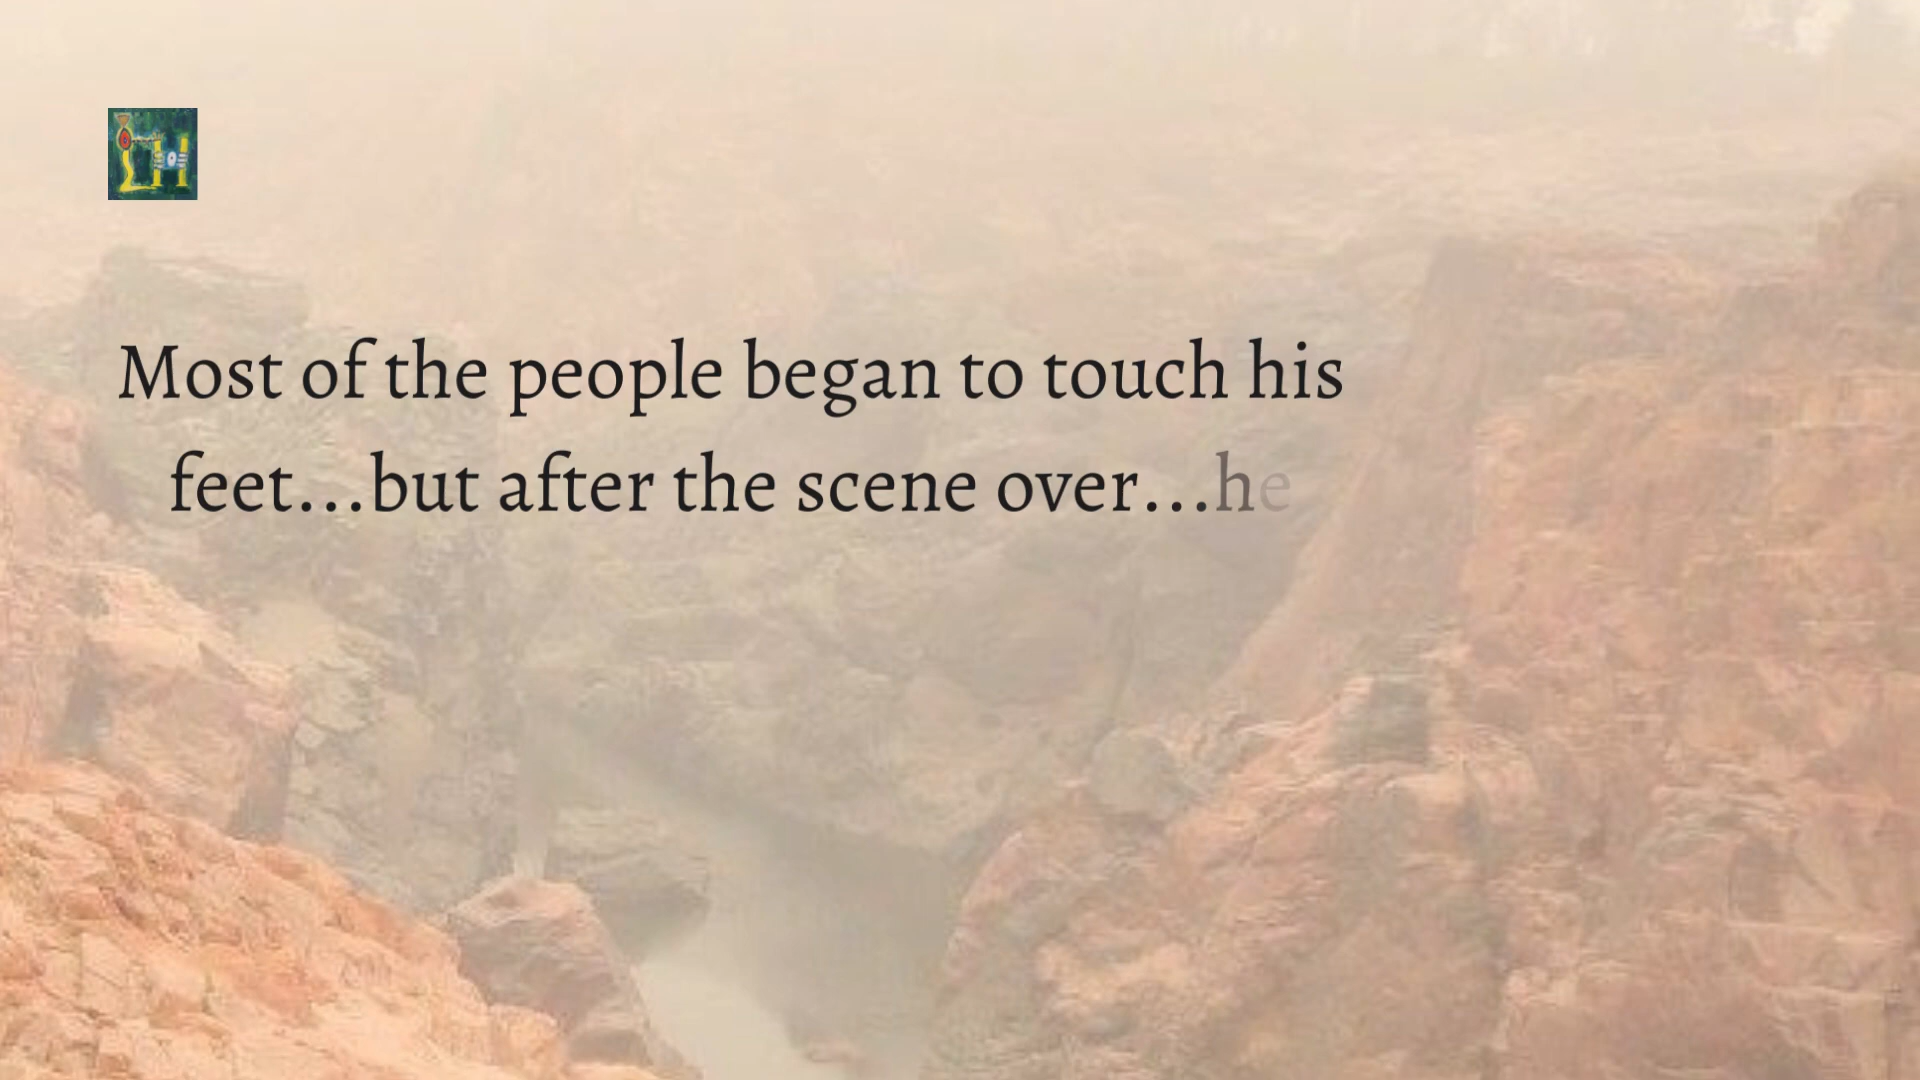 Most of the people began to touch his
feet...but after the scene over...he